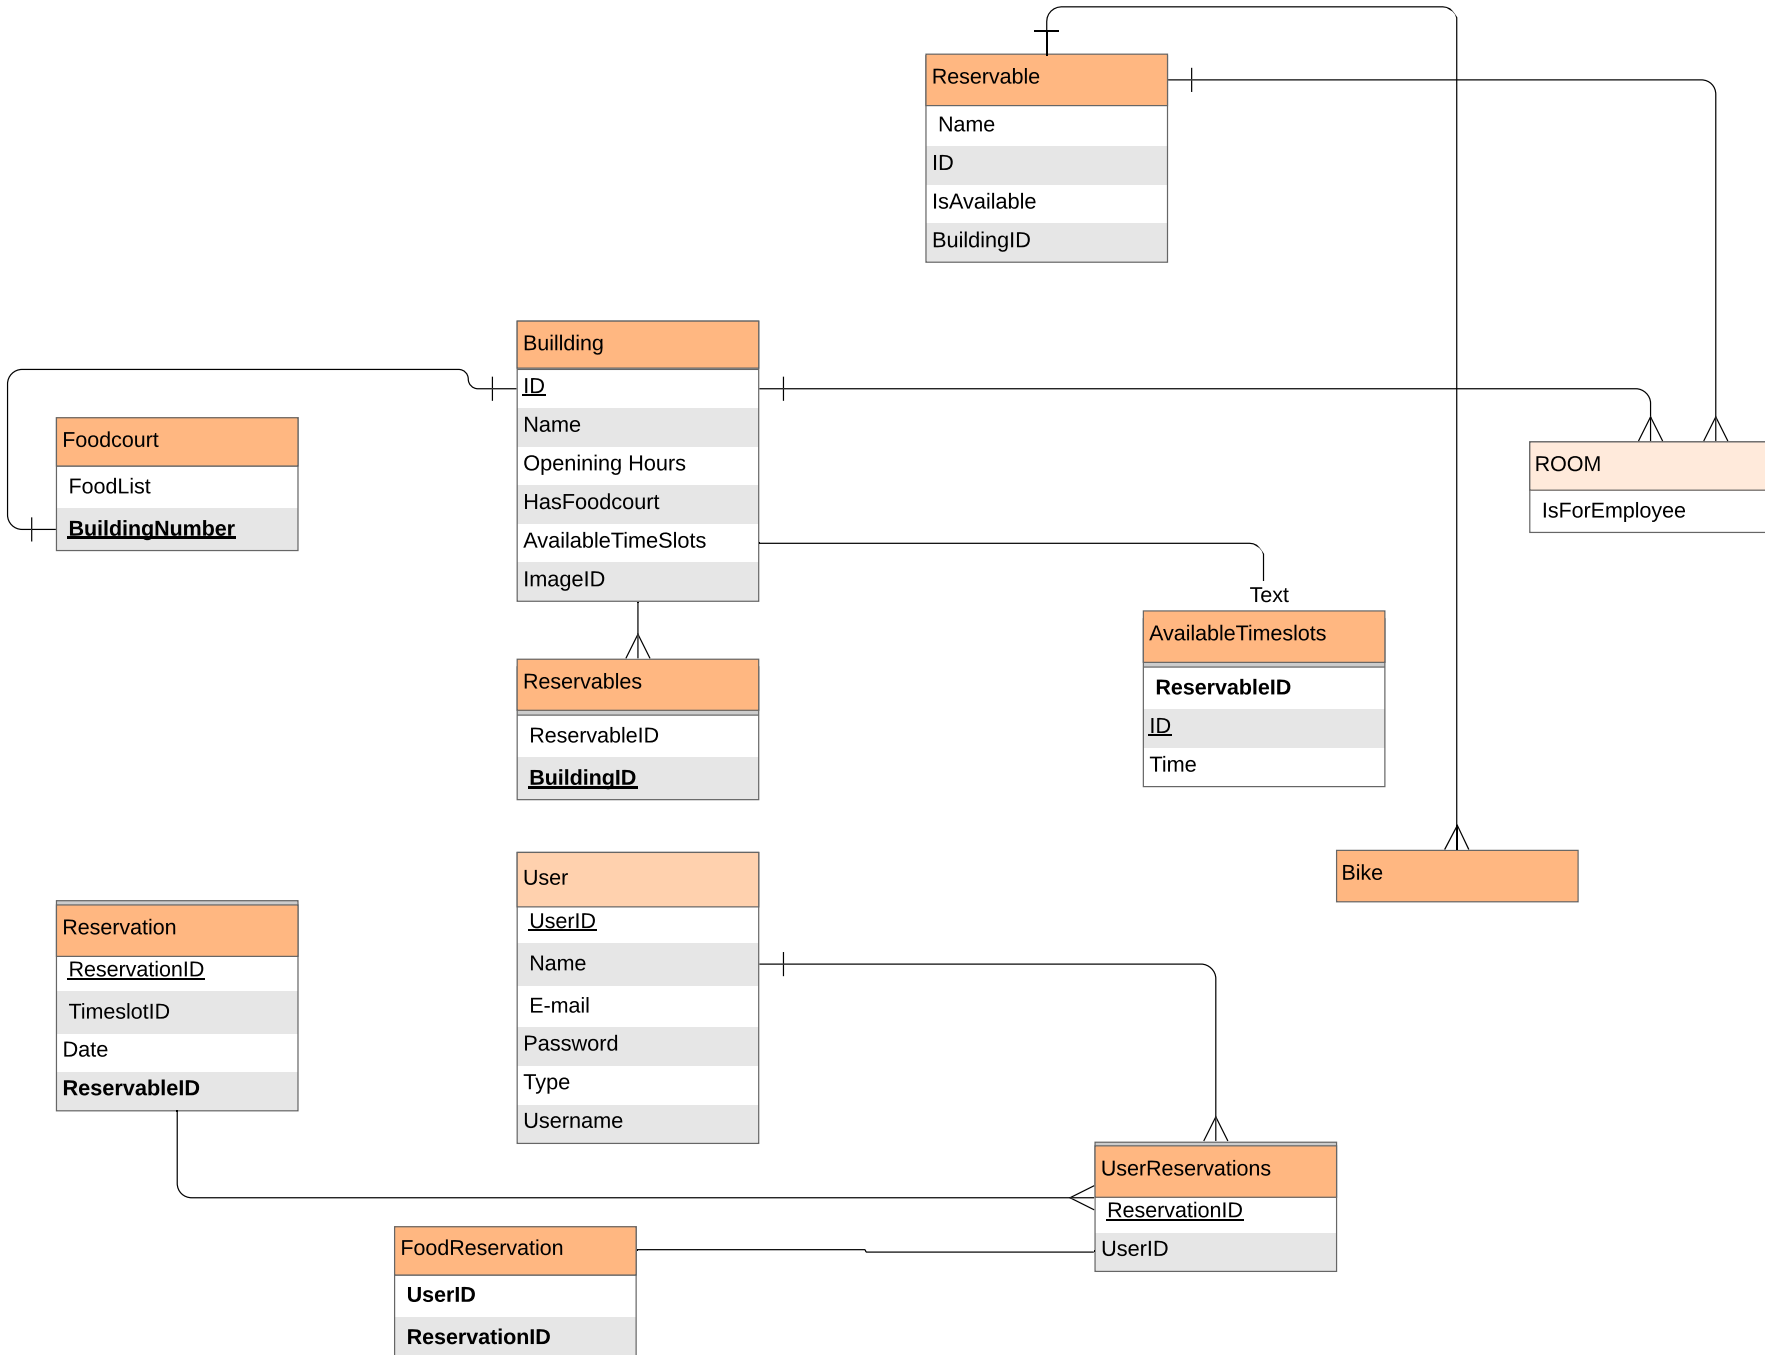 Reservable
Name
ID
IsAvailable
BuildingID
Buillding
ID
Name
Openining Hours
HasFoodcourt
AvailableTimeSlots
ImageID
Foodcourt
FoodList
BuildingNumber
ROOM
IsForEmployee
Text
AvailableTimeslots
ReservableID
ID
Time
Reservables
ReservableID
BuildingID
Bike
User
UserID
Name
E-mail
Password
Type
Username
Reservation
ReservationID
TimeslotID
Date
ReservableID
UserReservations
ReservationID
UserID
FoodReservation
UserID
ReservationID